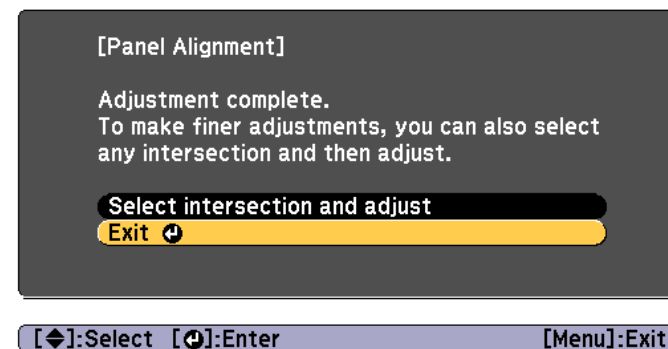 [Panel Alignment]
Adjustment complete.
To make finer adjustments, you can also select
any intersection and then adjust.
Select intersection and adjust
Exit
[◆]:Select [⏎]:Enter [Menu]:Exit